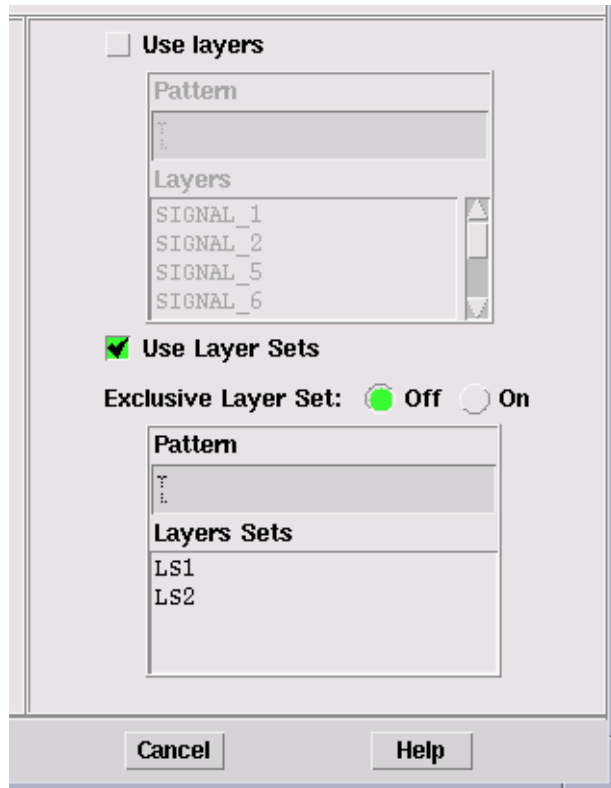 Use layers
Pattern
Layers
SIGNAL_1
SIGNAL_2
SIGNAL_5
SIGNAL_6
Use Layer Sets
Exclusive Layer Set: Off On
Pattern
Layers Sets
LS1
LS2
Cancel Help